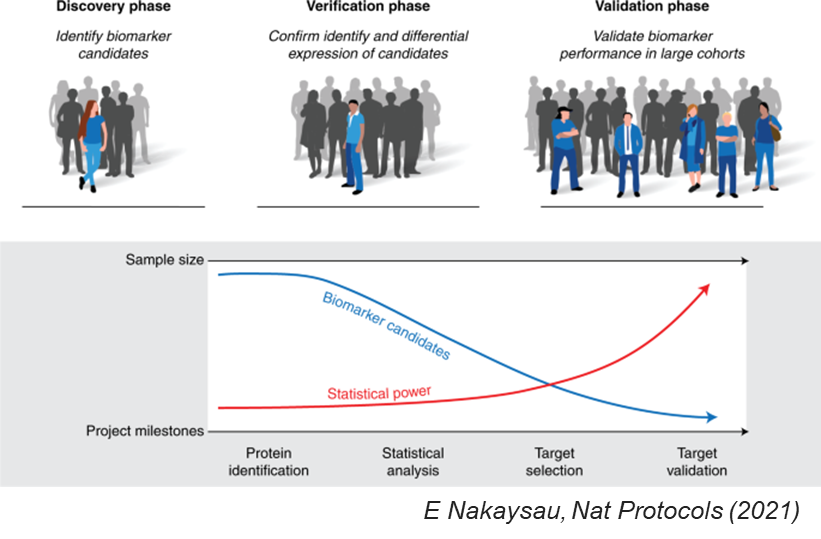 Discovery phase
Identify biomarker
candidates
Verification phase
Confirm identify and differential
expression of candidates
Validation phase
Validate biomarker
performance in large cohorts
Sample size
Biomarker candidates
Statistical power
Project milestones
Protein
identification
Statistical
analysis
Target
selection
Target
validation
E Nakaysau, Nat Protocols (2021)